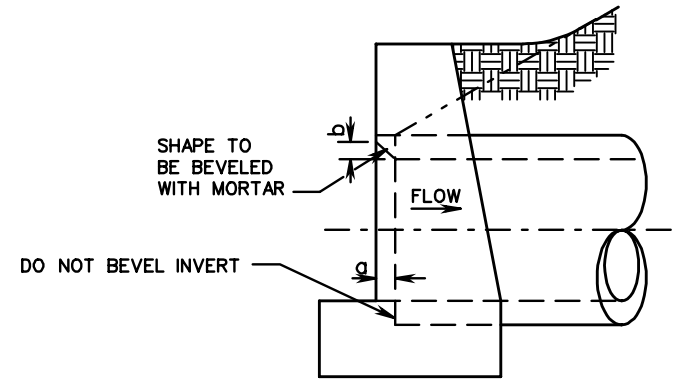 b
SHAPE TO
BE BEVELED
WITH MORTAR
FLOW
DO NOT BEVEL INVERT
a